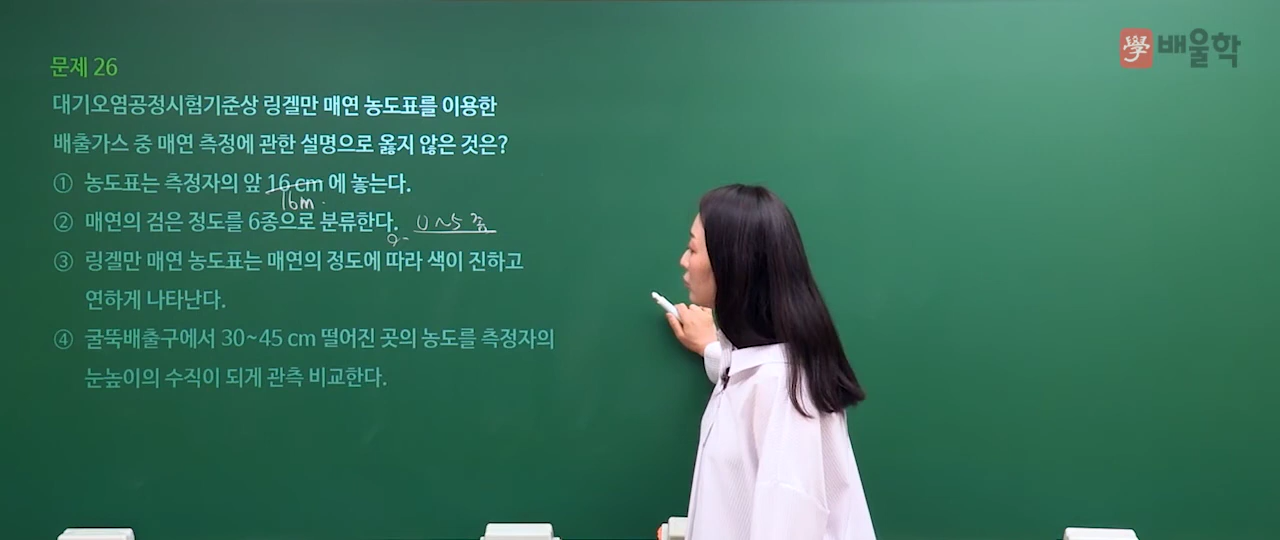 學 배울학
문제 26
대기오염공정시험기준상 링겔만 매연 농도표를 이용한
배출가스 중 매연 측정에 관한 설명으로 옳지 않은 것은?
① 농도표는 측정자의 앞 16 cm 에 놓는다.
16m
② 매연의 검은 정도를 6종으로 분류한다. 0~5종
③ 링겔만 매연 농도표는 매연의 정도에 따라 색이 진하고
연하게 나타난다.
④ 굴뚝배출구에서 30~45 cm 떨어진 곳의 농도를 측정자의
눈높이의 수직이 되게 관측 비교한다.